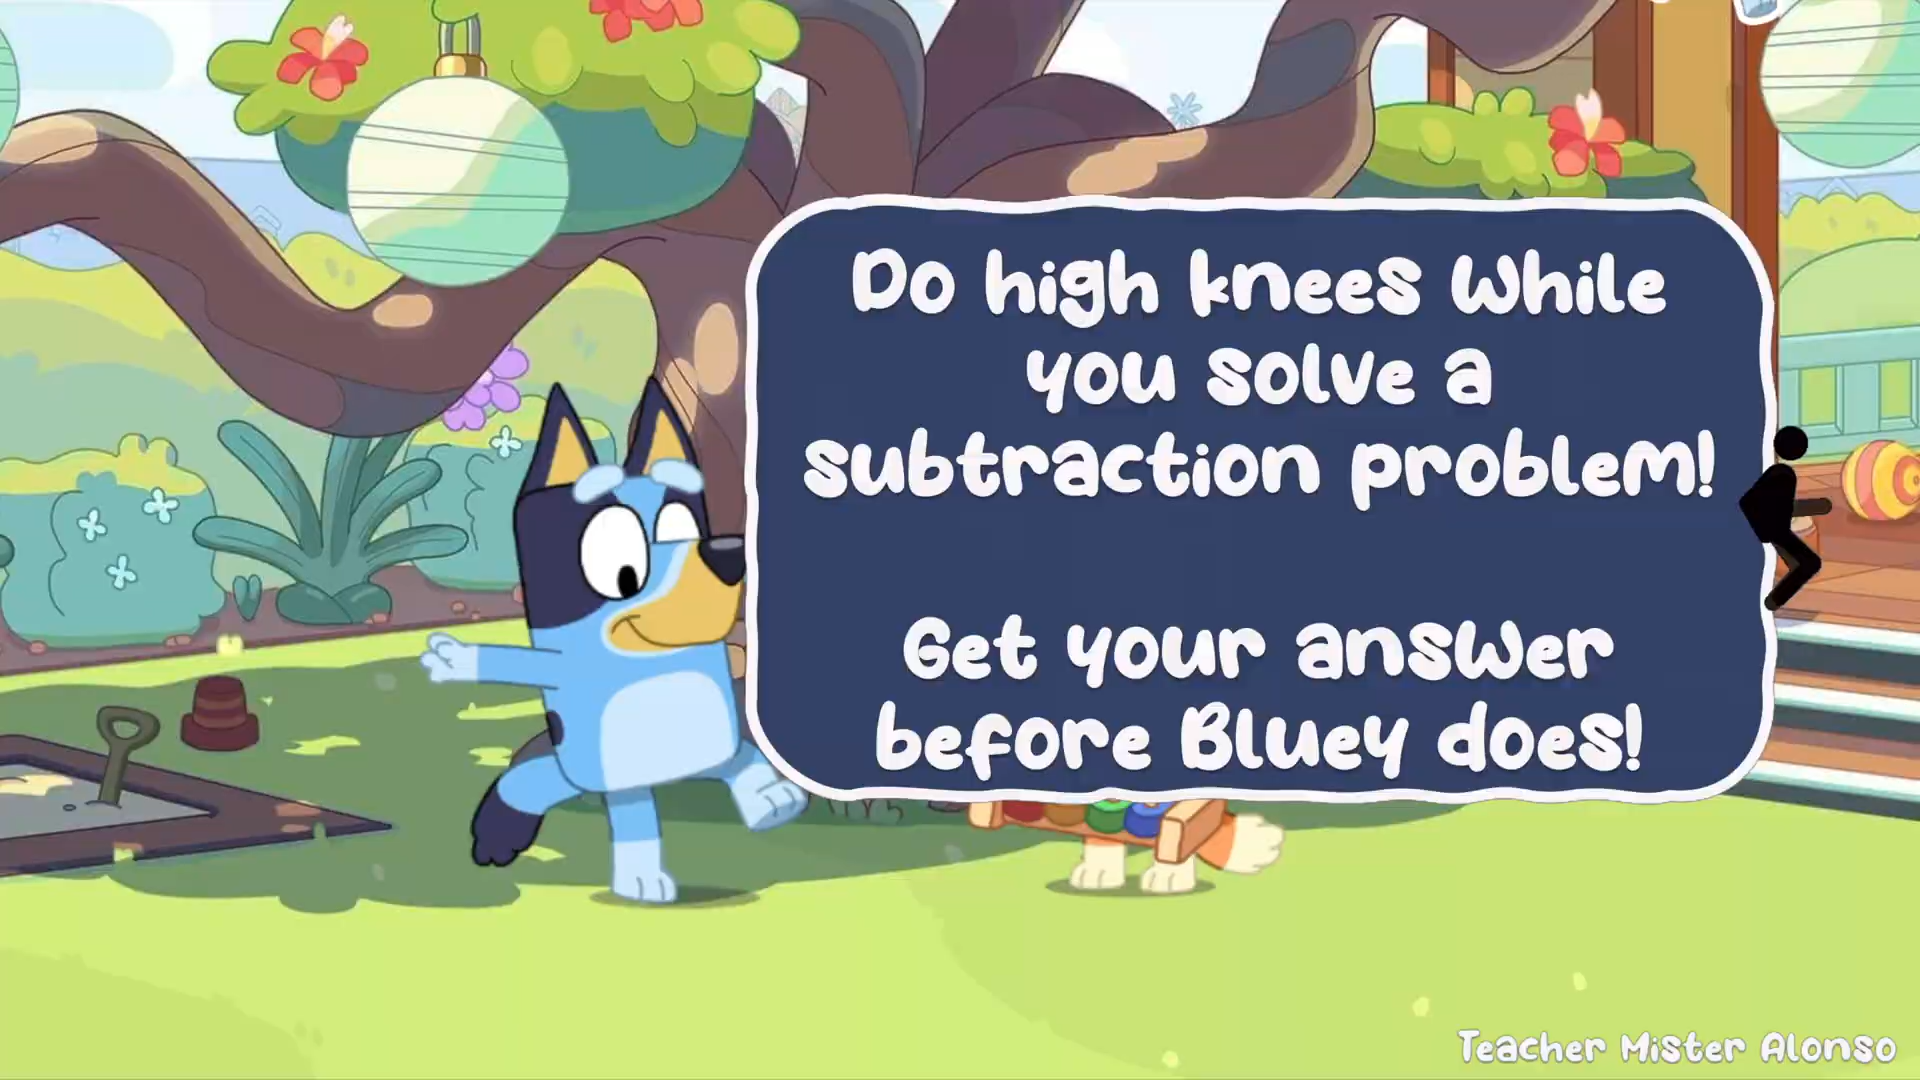 Do high knees while
you solve a
subtraction problem!
Get your answer
before Bluey does!
Teacher Mister Alonso